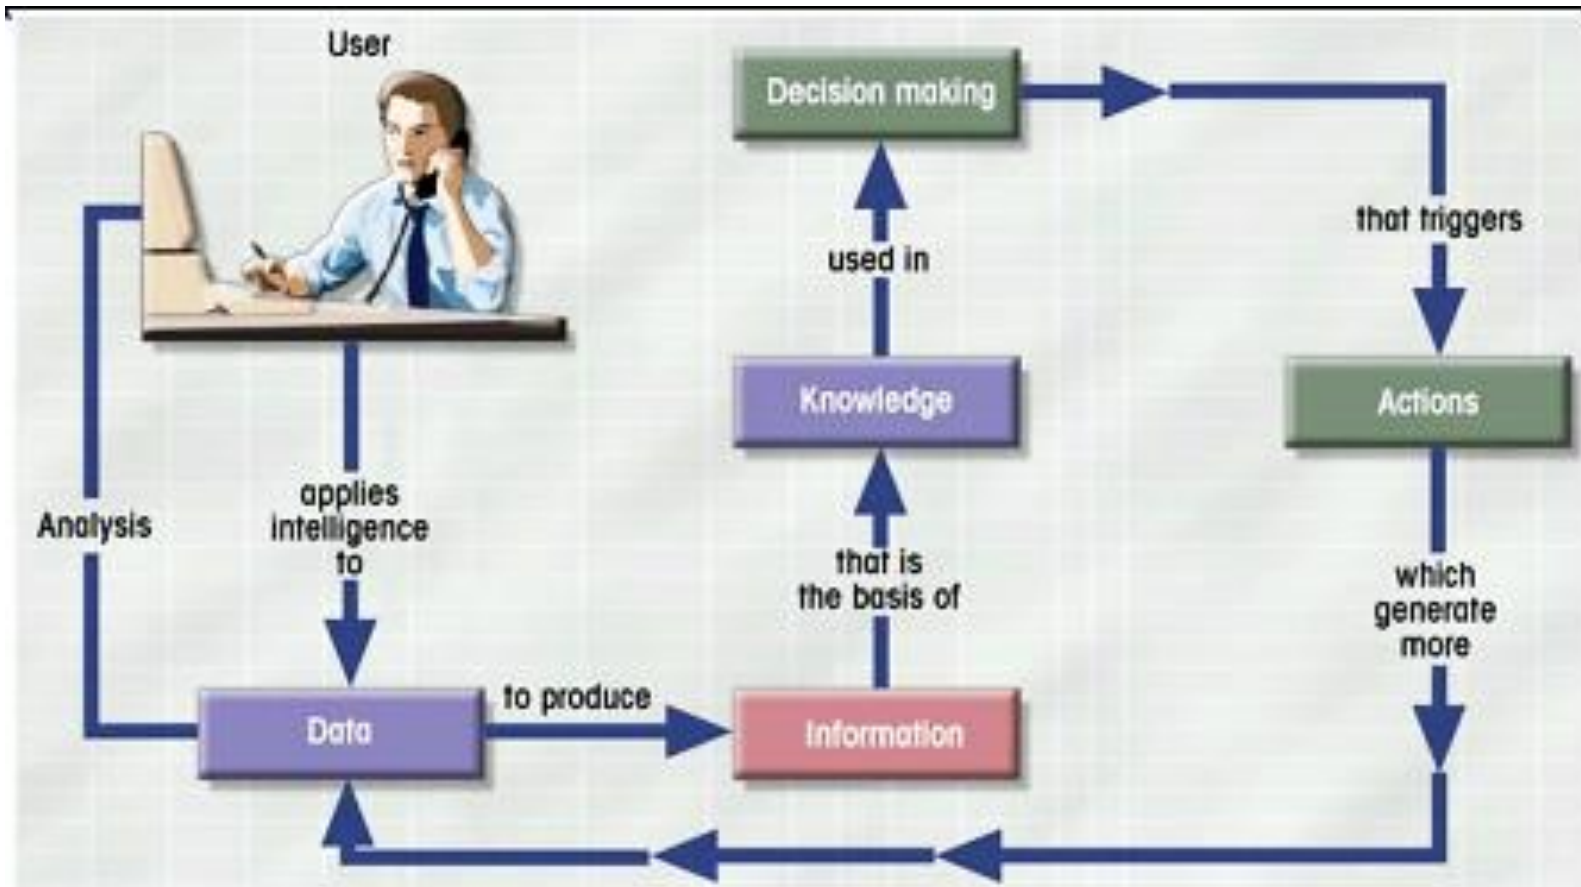 User
Decision making
that triggers
used in
Knowledge
Actions
applies
intelligence
to
Analysis
that is
the basis of
which
generate
more
to produce
Data
Information